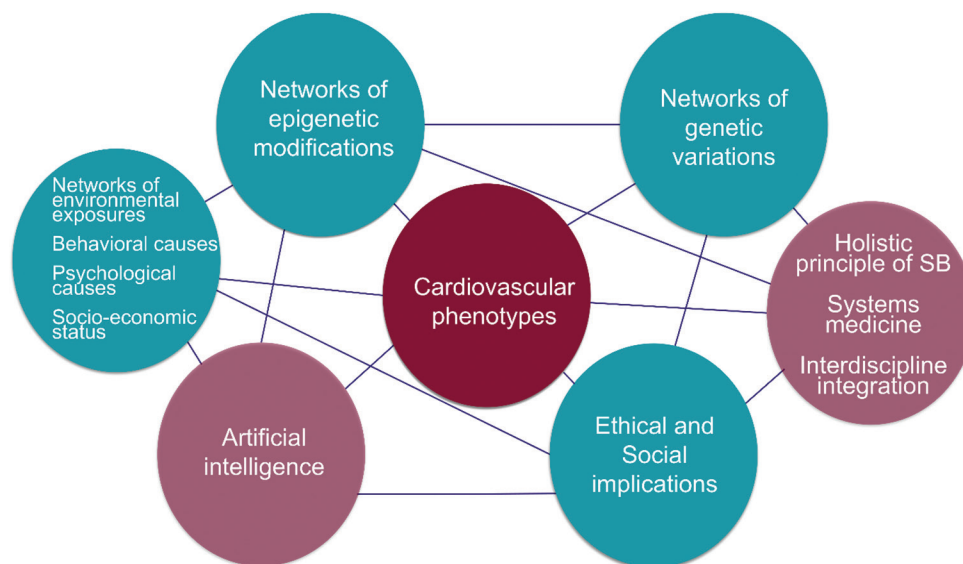 Networks of
epigenetic
modifications
Networks of
genetic
variations
Networks of
environmental
exposures
Behavioral causes
Psychological
causes
Socio-economic
status
Cardiovascular
phenotypes
Holistic
principle of SB
Systems
medicine
Interdiscipline
integration
Artificial
intelligence
Ethical and
Social
implications